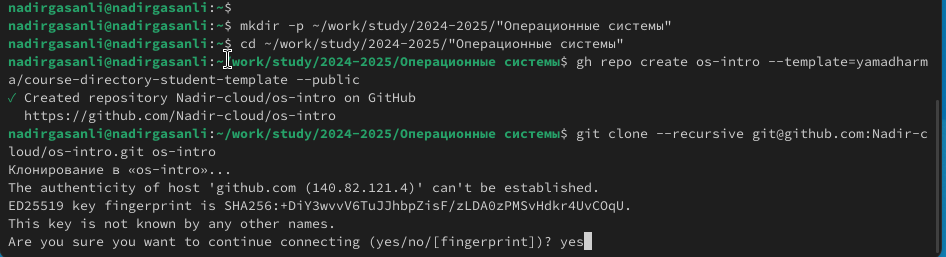 nadirgasanli@nadirgasanli:~$
nadirgasanli@nadirgasanli:~$ mkdir -p ~/work/study/2024-2025/"Операционные системы"
nadirgasanli@nadirgasanli:~$ cd ~/work/study/2024-2025/"Операционные системы"
nadirgasanli@nadirgasanli:~/work/study/2024-2025/Операционные системы$ gh repo create os-intro --template=yamadharm
a/course-directory-student-template --public
✓ Created repository Nadir-cloud/os-intro on GitHub
https://github.com/Nadir-cloud/os-intro
nadirgasanli@nadirgasanli:~/work/study/2024-2025/Операционные системы$ git clone --recursive git@github.com:Nadir-c
loud/os-intro.git os-intro
Клонирование в «os-intro»...
The authenticity of host 'github.com (140.82.121.4)' can't be established.
ED25519 key fingerprint is SHA256:+DiY3wvvV6TuJJhbpZisF/zLDA0zPMSvHdkr4UvCOqU.
This key is not known by any other names.
Are you sure you want to continue connecting (yes/no/[fingerprint])? yes